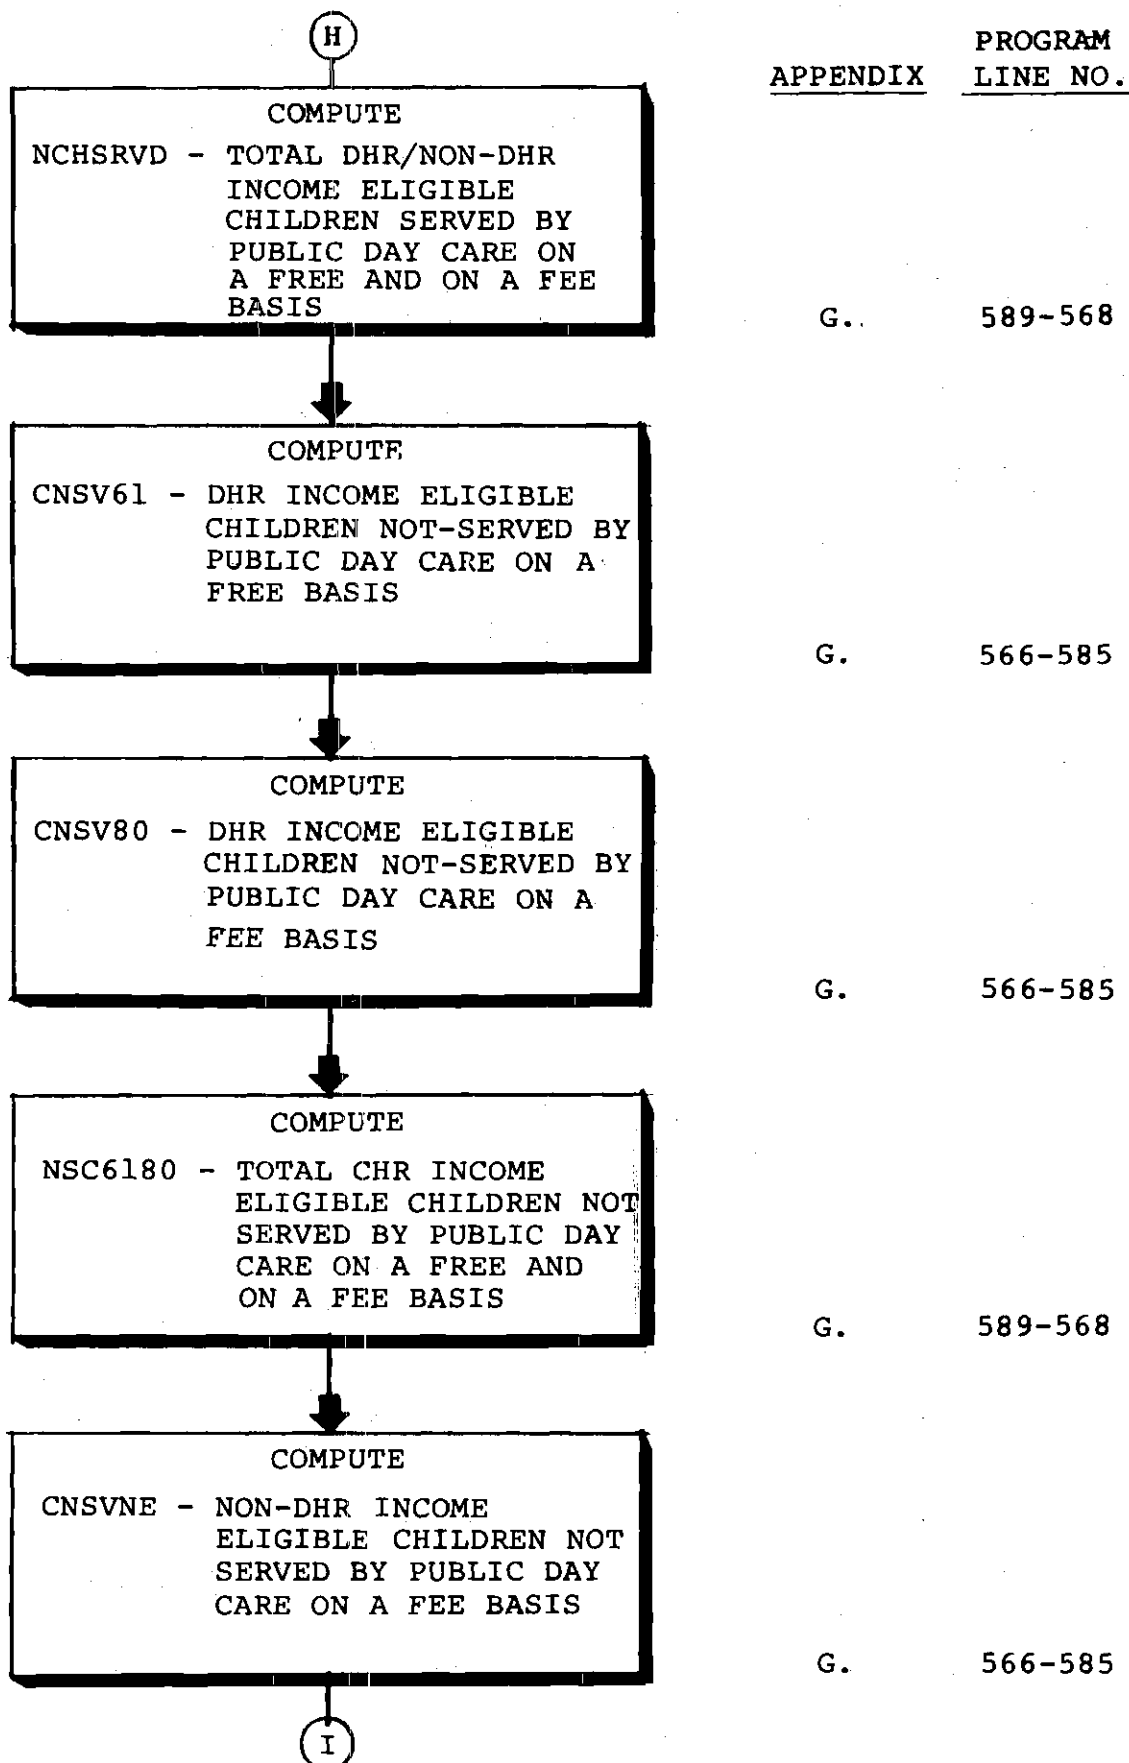 H
PROGRAM
APPENDIX LINE NO.
COMPUTE
NCHSRVD - TOTAL DHR/NON-DHR
INCOME ELIGIBLE
CHILDREN SERVED BY
PUBLIC DAY CARE ON
A FREE AND ON A FEE
BASIS
G. 589-568
COMPUTE
CNSV61 - DHR INCOME ELIGIBLE
CHILDREN NOT-SERVED BY
PUBLIC DAY CARE ON A
FREE BASIS
G. 566-585
COMPUTE
CNSV80 - DHR INCOME ELIGIBLE
CHILDREN NOT-SERVED BY
PUBLIC DAY CARE ON A
FEE BASIS
G. 566-585
COMPUTE
NSC6180 - TOTAL CHR INCOME
ELIGIBLE CHILDREN NOT
SERVED BY PUBLIC DAY
CARE ON A FREE AND
ON A FEE BASIS
G. 589-568
COMPUTE
CNSVNE - NON-DHR INCOME
ELIGIBLE CHILDREN NOT
SERVED BY PUBLIC DAY
CARE ON A FEE BASIS
G. 566-585
I